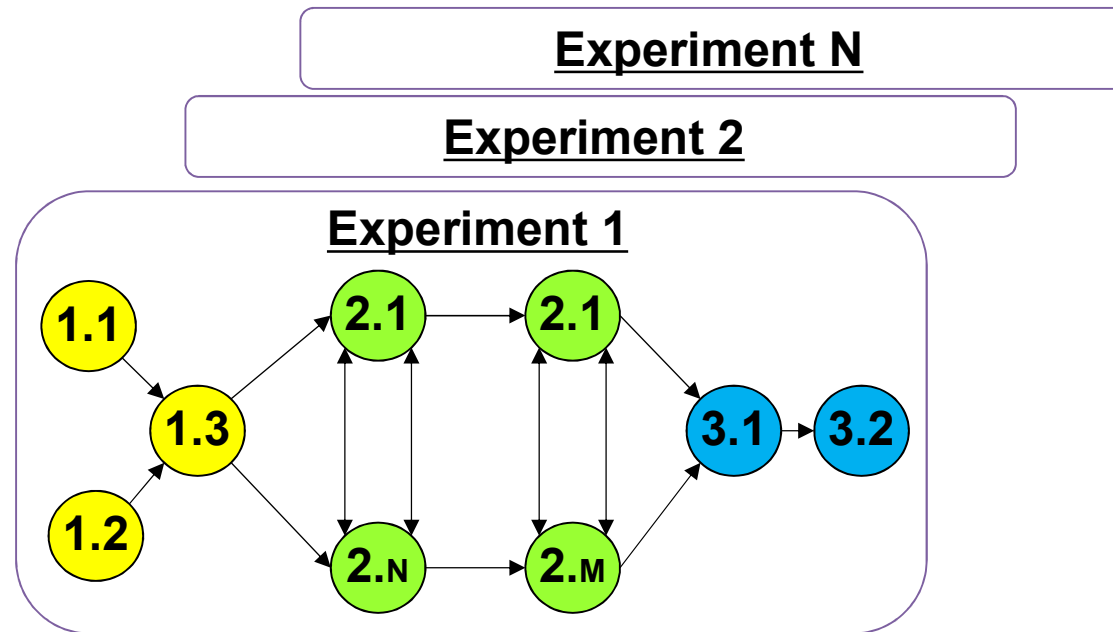 Experiment N
Experiment 2
Experiment 1
1.1
2.1
2.1
1.3
3.1
3.2
1.2
2.N
2.M